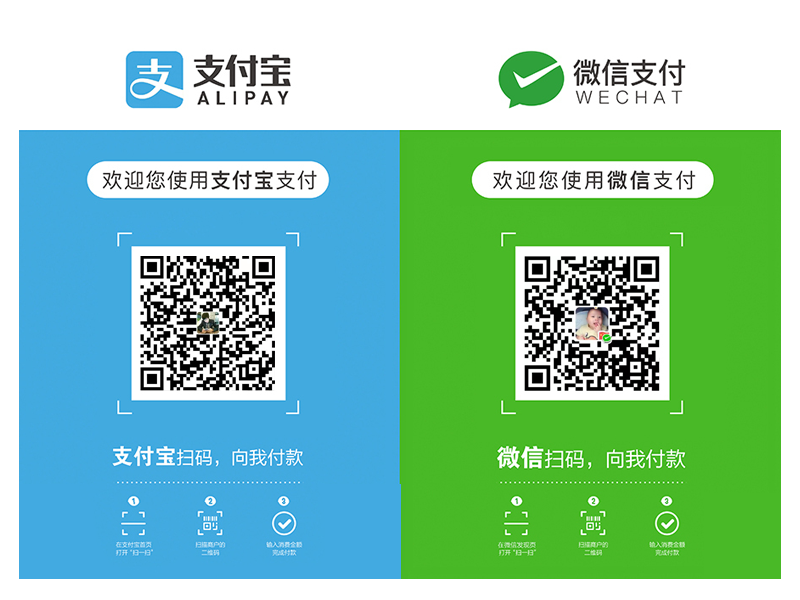 支付宝
ALIPAY
欢迎您使用支付宝支付
支付宝扫码，向我付款
1
在支付宝首页
打开“扫一扫”
2
扫描商户的
二维码
3
输入消费金额
完成付款
微信支付
WECHAT
欢迎您使用微信支付
微信扫码，向我付款
1
在微信发现页
打开“扫一扫”
2
扫描商户的
二维码
3
输入消费金额
完成付款